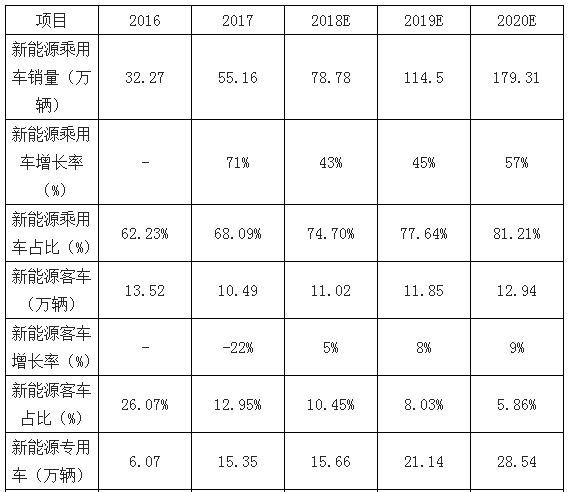 项目 2016 2017 2018E 2019E 2020E
新能源乘用
车销量（万
辆） 32.27 55.16 78.78 114.5 179.31
新能源乘用
车增长率
（%） - 71% 43% 45% 57%
新能源乘用
车占比（%） 62.23% 68.09% 74.70% 77.64% 81.21%
新能源客车
（万辆） 13.52 10.49 11.02 11.85 12.94
新能源客车
增长率（%） - -22% 5% 8% 9%
新能源客车
占比（%） 26.07% 12.95% 10.45% 8.03% 5.86%
新能源专用
车（万辆） 6.07 15.35 15.66 21.14 28.54